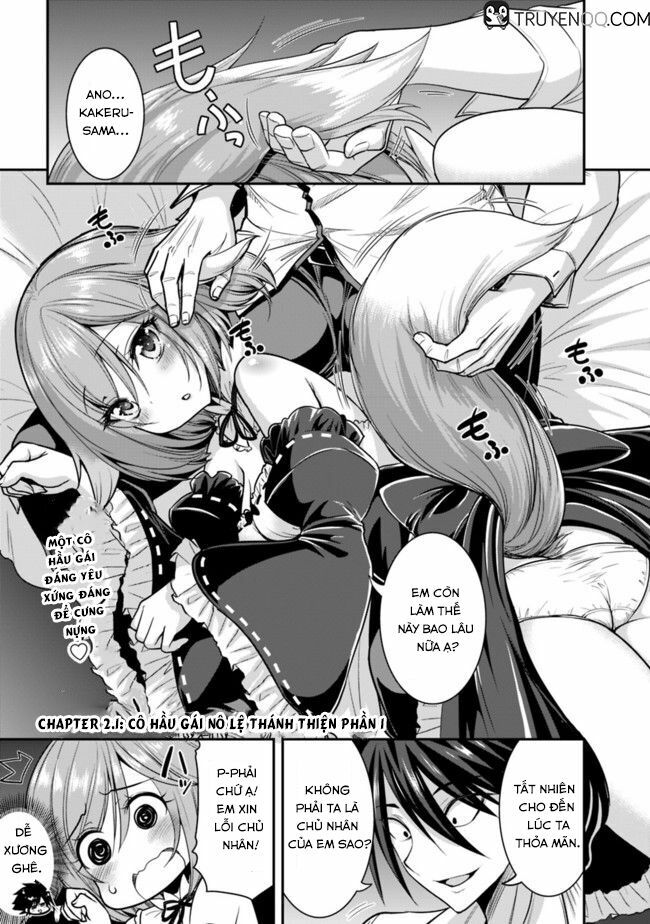 TRUYENQQ.COM
ANO...
KAKERU-
SAMA...
もふっ
もふ
もふ
もふ
もふ
MỘT CÔ
HẦU GÁI
ĐÁNG YÊU
XỨNG ĐÁNG
ĐỂ CƯNG
NỰNG
♡
EM CÒN
LÀM THẾ
NÀY BAO LÂU
NỮA Ạ?
CHAPTER 2.1: CÔ HẦU GÁI NÔ LỆ THÁNH THIỆN PHẦN 1
TẤT NHIÊN
CHO ĐẾN
LÚC TA
THỎA MÃN.
KHÔNG
PHẢI TA LÀ
CHỦ NHÂN
CỦA EM SAO?
P-PHẢI
CHỨ Ạ!
EM XIN
LỖI CHỦ
NHÂN!
DỄ
XƯƠNG
GHÊ.